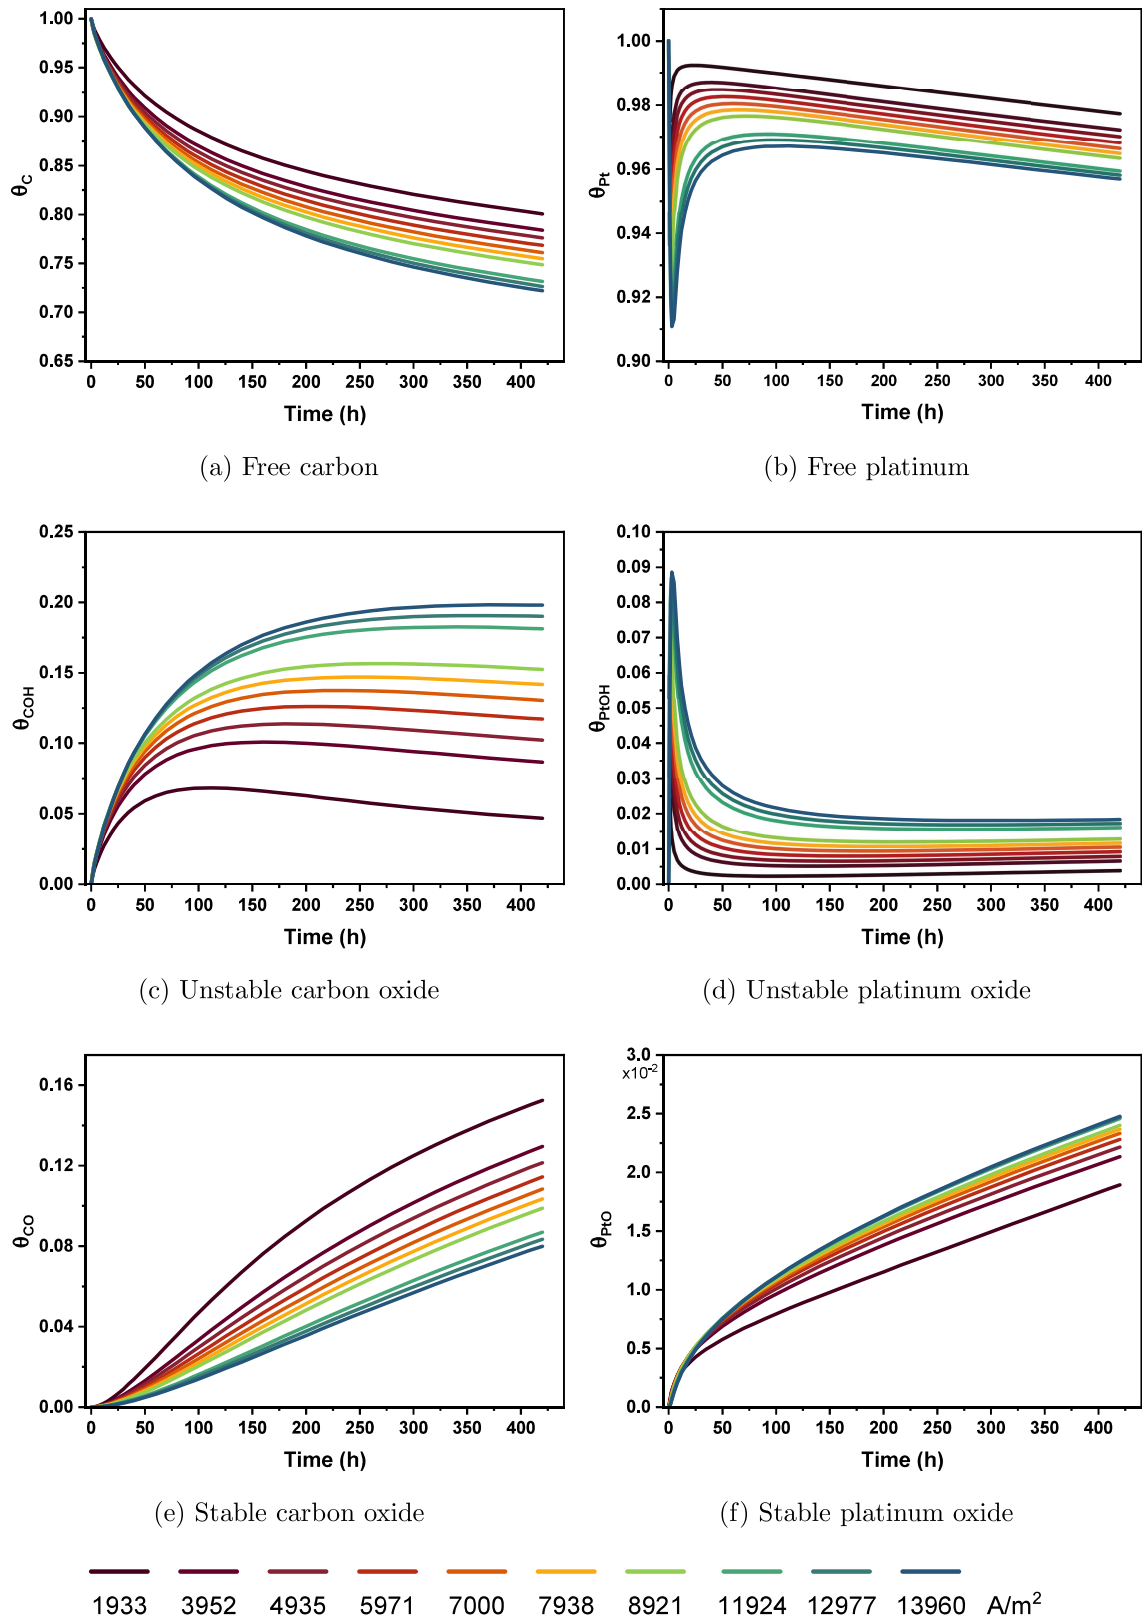 1.00
0.95
0.90
0.85
0.80
0.75
0.70
0.65
θC
0 50 100 150 200 250 300 350 400
Time (h)
(a) Free carbon
1.00
0.98
0.96
0.94
0.92
0.90
θPt
0 50 100 150 200 250 300 350 400
Time (h)
(b) Free platinum
0.25
0.20
0.15
0.10
0.05
0.00
θCOH
0 50 100 150 200 250 300 350 400
Time (h)
(c) Unstable carbon oxide
0.10
0.09
0.08
0.07
0.06
0.05
0.04
0.03
0.02
0.01
0.00
θPtOH
0 50 100 150 200 250 300 350 400
Time (h)
(d) Unstable platinum oxide
0.16
0.12
0.08
0.04
0.00
θCO
0 50 100 150 200 250 300 350 400
Time (h)
(e) Stable carbon oxide
3.0
x10⁻²
2.5
2.0
1.5
1.0
0.5
0.0
θPtO
0 50 100 150 200 250 300 350 400
Time (h)
(f) Stable platinum oxide
1933 3952 4935 5971 7000 7938 8921 11924 12977 13960 A/m²